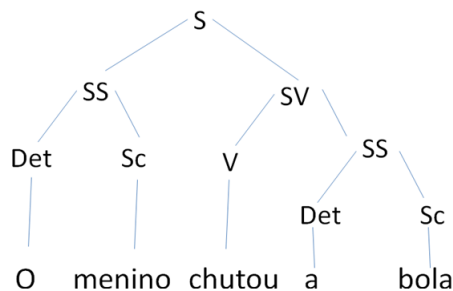 S
SS SV
Det Sc V SS
Det Sc
O menino chutou a bola